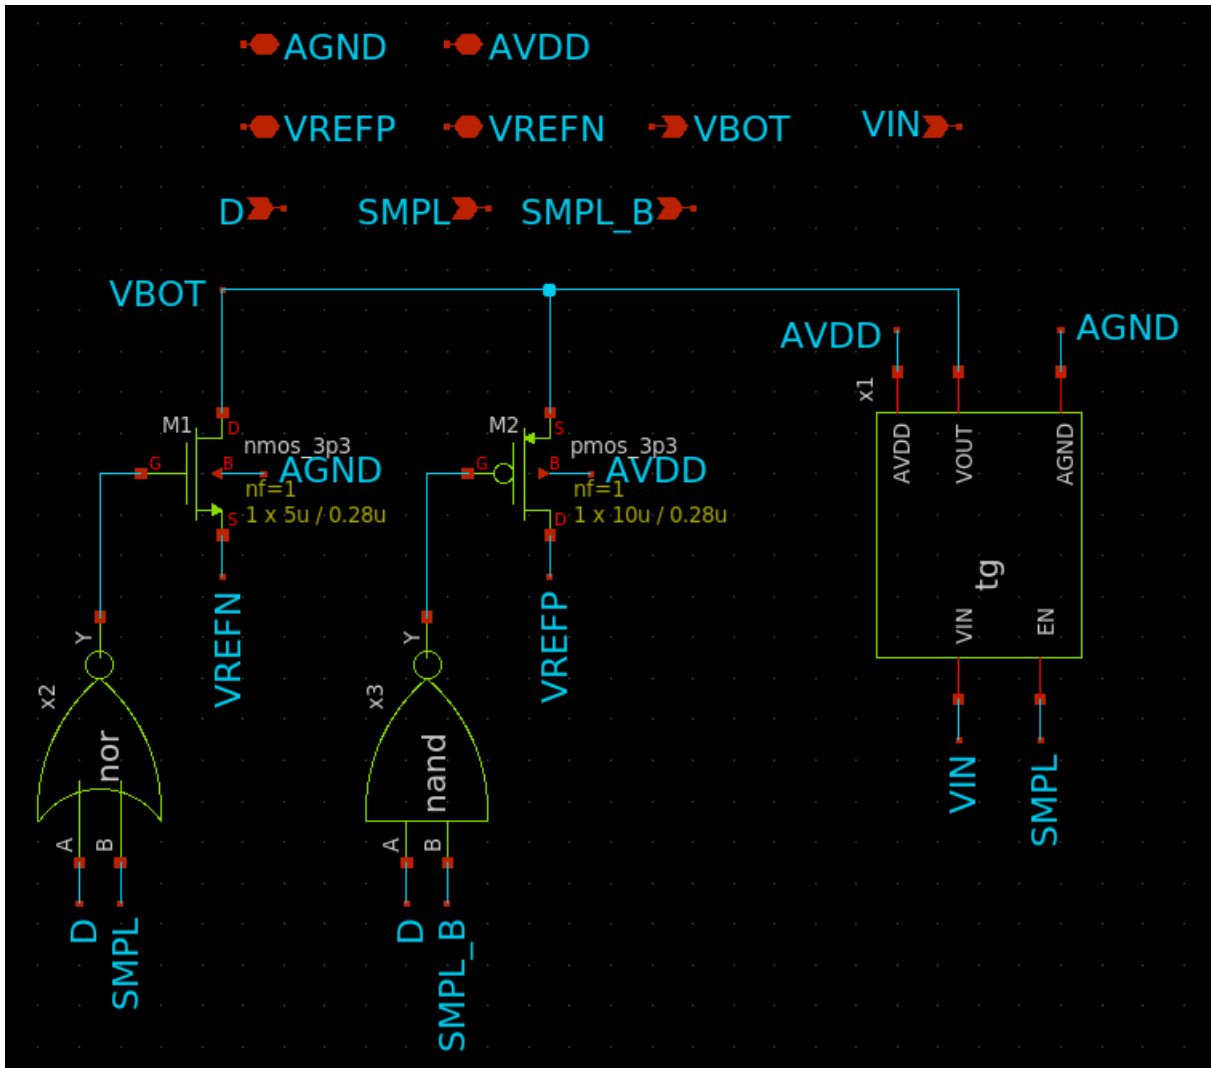 AGND
AVDD
VREFP
VREFN
VBOT
VIN
D
SMPL
SMPL_B
VBOT
AVDD
AGND
x1
M1
D
nmos_3p3
G
B
AGND
nf=1
S
1 x 5u / 0.28u
VREFN
M2
S
pmos_3p3
G
B
AVDD
nf=1
D
1 x 10u / 0.28u
VREFP
AVDD
VOUT
AGND
tg
VIN
EN
VIN
SMPL
Y
x2
nor
A
B
D
SMPL
Y
x3
nand
A
B
D
SMPL_B